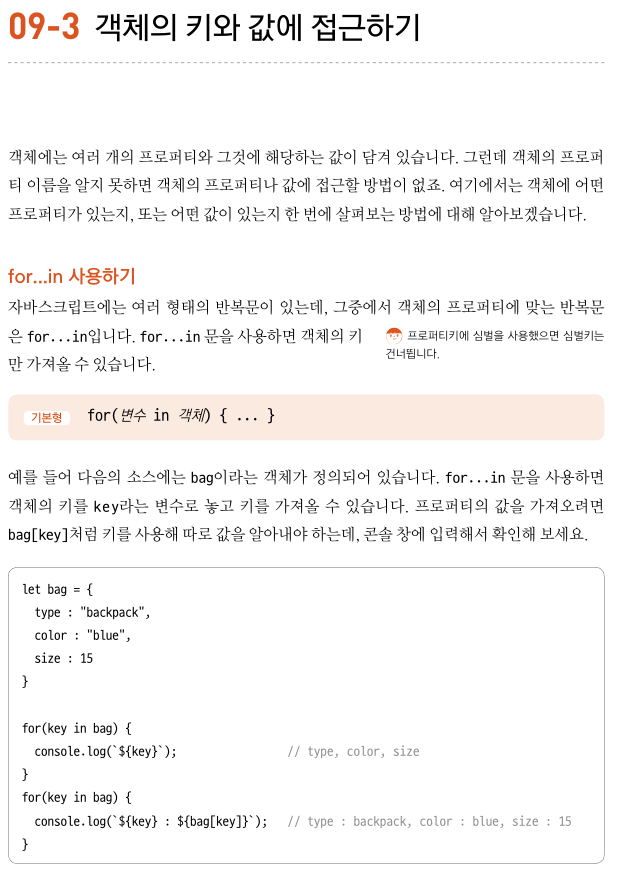 09-3 객체의 키와 값에 접근하기
객체에는 여러 개의 프로퍼티와 그것에 해당하는 값이 담겨 있습니다. 그런데 객체의 프로퍼
티 이름을 알지 못하면 객체의 프로퍼티나 값에 접근할 방법이 없죠. 여기에서는 객체에 어떤
프로퍼티가 있는지, 또는 어떤 값이 있는지 한 번에 살펴보는 방법에 대해 알아보겠습니다.
for...in 사용하기
자바스크립트에는 여러 형태의 반복문이 있는데, 그중에서 객체의 프로퍼티에 맞는 반복문
은 for...in입니다. for...in 문을 사용하면 객체의 키
만 가져올 수 있습니다.
프로퍼티키에 심벌을 사용했으면 심벌키는
건너뜁니다.
기본형 for(변수 in 객체) { ... }
예를 들어 다음의 소스에는 bag이라는 객체가 정의되어 있습니다. for...in 문을 사용하면
객체의 키를 key라는 변수로 놓고 키를 가져올 수 있습니다. 프로퍼티의 값을 가져오려면
bag[key]처럼 키를 사용해 따로 값을 알아내야 하는데, 콘솔 창에 입력해서 확인해 보세요.
let bag = {
  type : "backpack",
  color : "blue",
  size : 15
}
for(key in bag) {
  console.log(`${key}`); // type, color, size
}
for(key in bag) {
  console.log(`${key} : ${bag[key]}`); // type : backpack, color : blue, size : 15
}